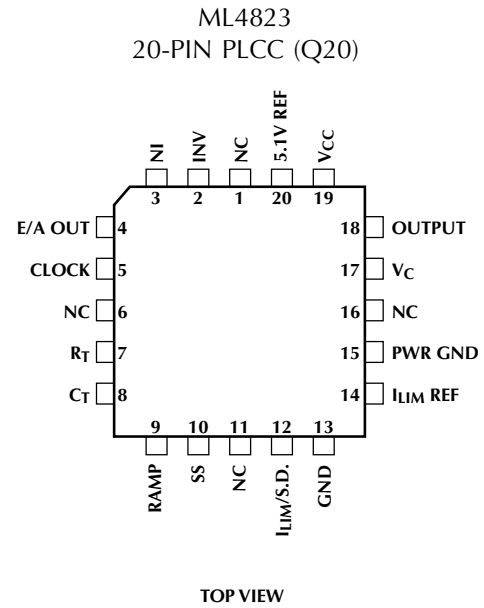 ML4823
20-PIN PLCC (Q20)
NI
INV
NC
5.1V REF
VCC
3
2
1
20
19
E/A OUT
4
18
OUTPUT
CLOCK
5
17
VC
NC
6
16
NC
RT
7
15
PWR GND
CT
8
14
ILIM REF
9
10
11
12
13
RAMP
SS
NC
ILIM/S.D.
GND
TOP VIEW